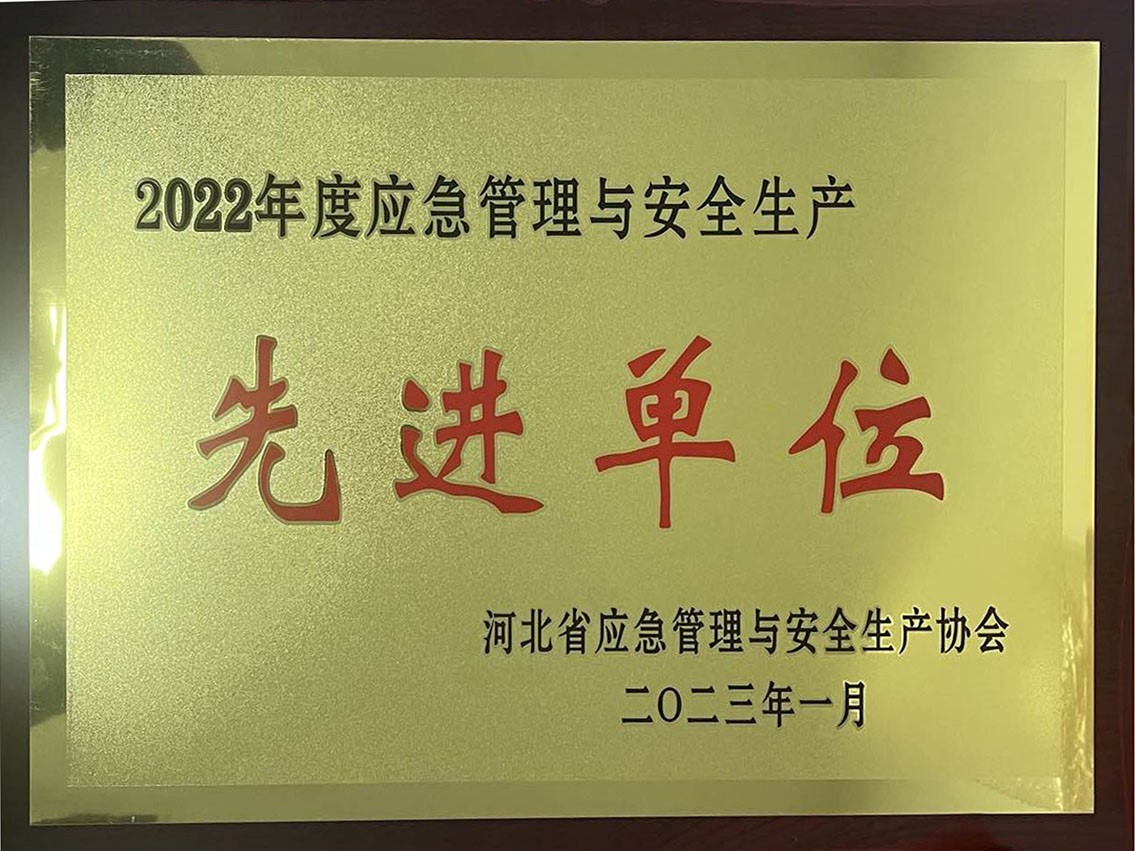 2022年度应急管理与安全生产
先进单位
河北省应急管理与安全生产协会
二〇二三年一月